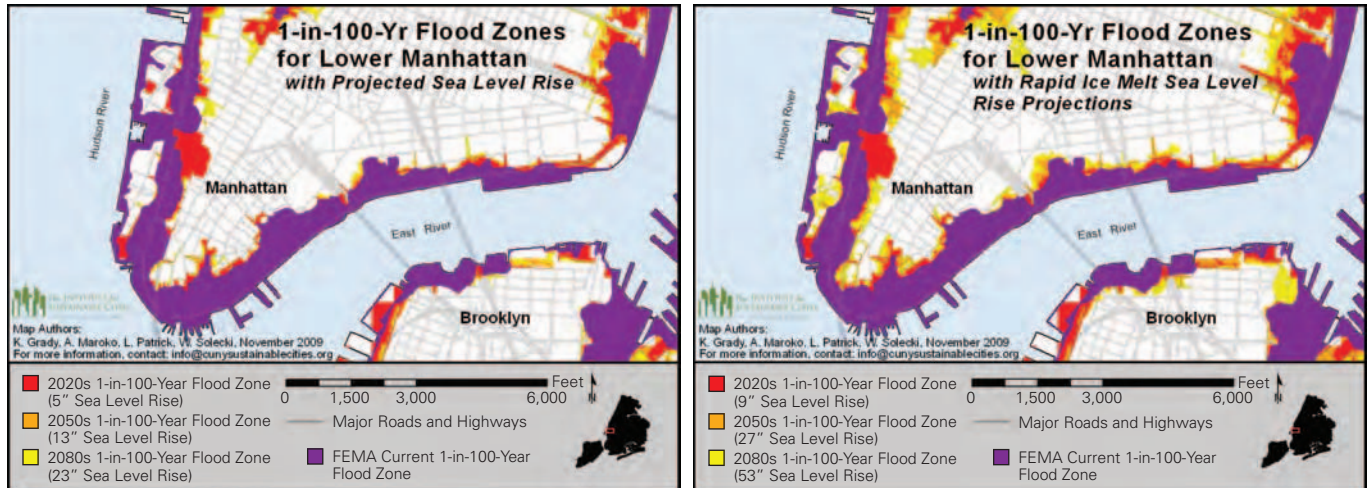 1-in-100-Yr Flood Zones
for Lower Manhattan
with Projected Sea Level Rise
Hudson River
Manhattan
East River
Brooklyn
Map Authors:
K. Grady, A. Maroko, L. Patrick, W. Solecki, November 2009
For more information, contact: info@cunysustainablecities.org
2020s 1-in-100-Year Flood Zone
(5” Sea Level Rise)
2050s 1-in-100-Year Flood Zone
(13” Sea Level Rise)
2080s 1-in-100-Year Flood Zone
(23” Sea Level Rise)
Feet
0 1,500 3,000 6,000
Major Roads and Highways
FEMA Current 1-in-100-Year
Flood Zone
1-in-100-Yr Flood Zones
for Lower Manhattan
with Rapid Ice Melt Sea Level
Rise Projections
Hudson River
Manhattan
East River
Brooklyn
Map Authors:
K. Grady, A. Maroko, L. Patrick, W. Solecki, November 2009
For more information, contact: info@cunysustainablecities.org
2020s 1-in-100-Year Flood Zone
(9” Sea Level Rise)
2050s 1-in-100-Year Flood Zone
(27” Sea Level Rise)
2080s 1-in-100-Year Flood Zone
(53” Sea Level Rise)
Feet
0 1,500 3,000 6,000
Major Roads and Highways
FEMA Current 1-in-100-Year
Flood Zone